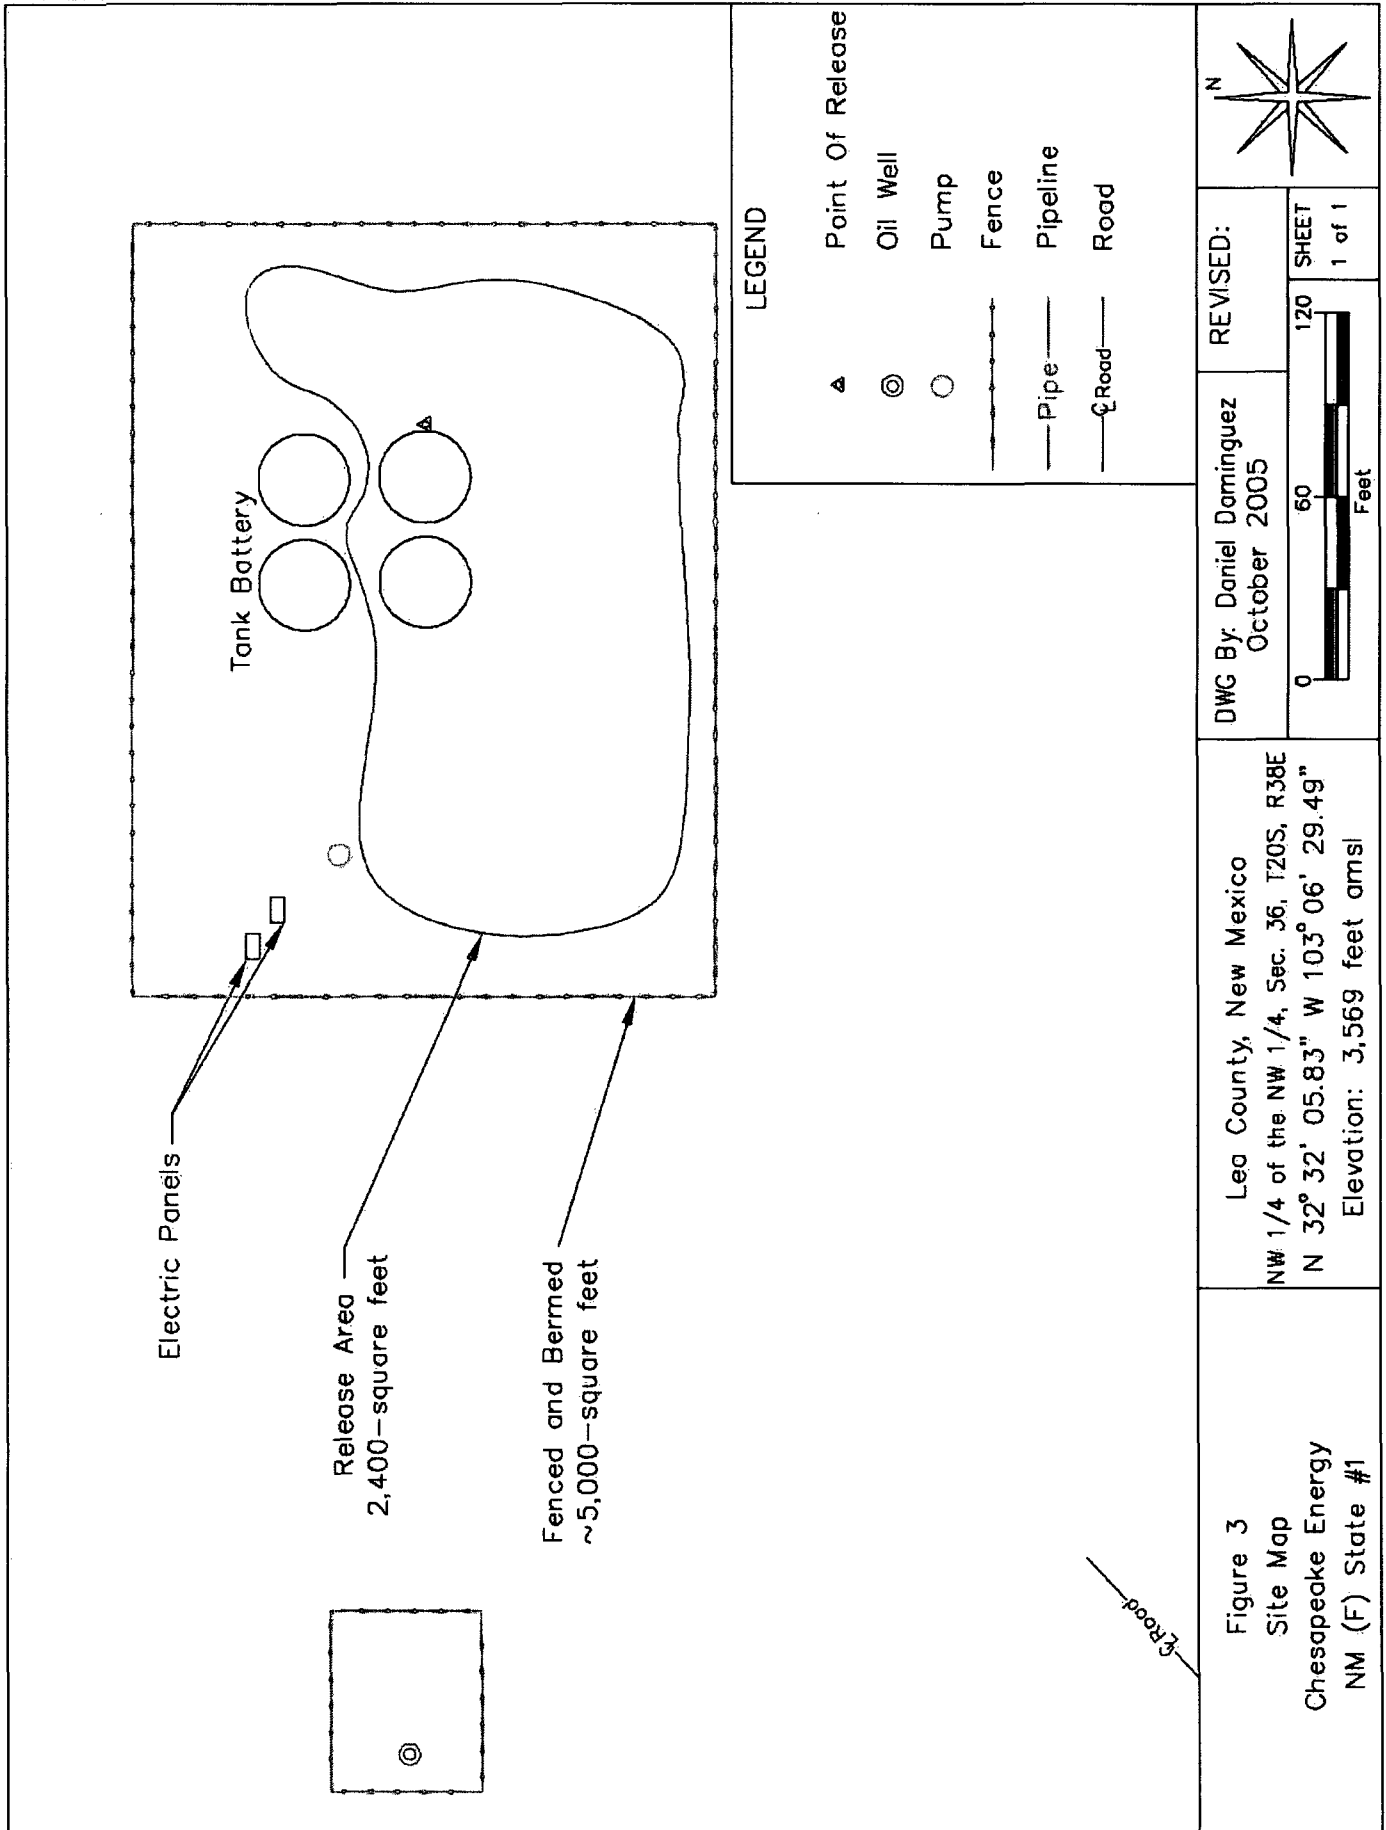 Electric Panels
Release Area
2,400-square feet
Fenced and Bermed
~5,000-square feet
Tank Battery
℄ Road
LEGEND
Point Of Release
Oil Well
Pump
Fence
Pipe
Pipeline
℄ Road
Road
Figure 3
Site Map
Chesapeake Energy
NM (F) State #1
Lea County, New Mexico
NW 1/4 of the NW 1/4, Sec. 36, T20S, R38E
N 32° 32' 05.83" W 103° 06' 29.49"
Elevation: 3,569 feet amsl
DWG By: Daniel Dominguez
October 2005
REVISED:
0 60 120
Feet
SHEET
1 of 1
N